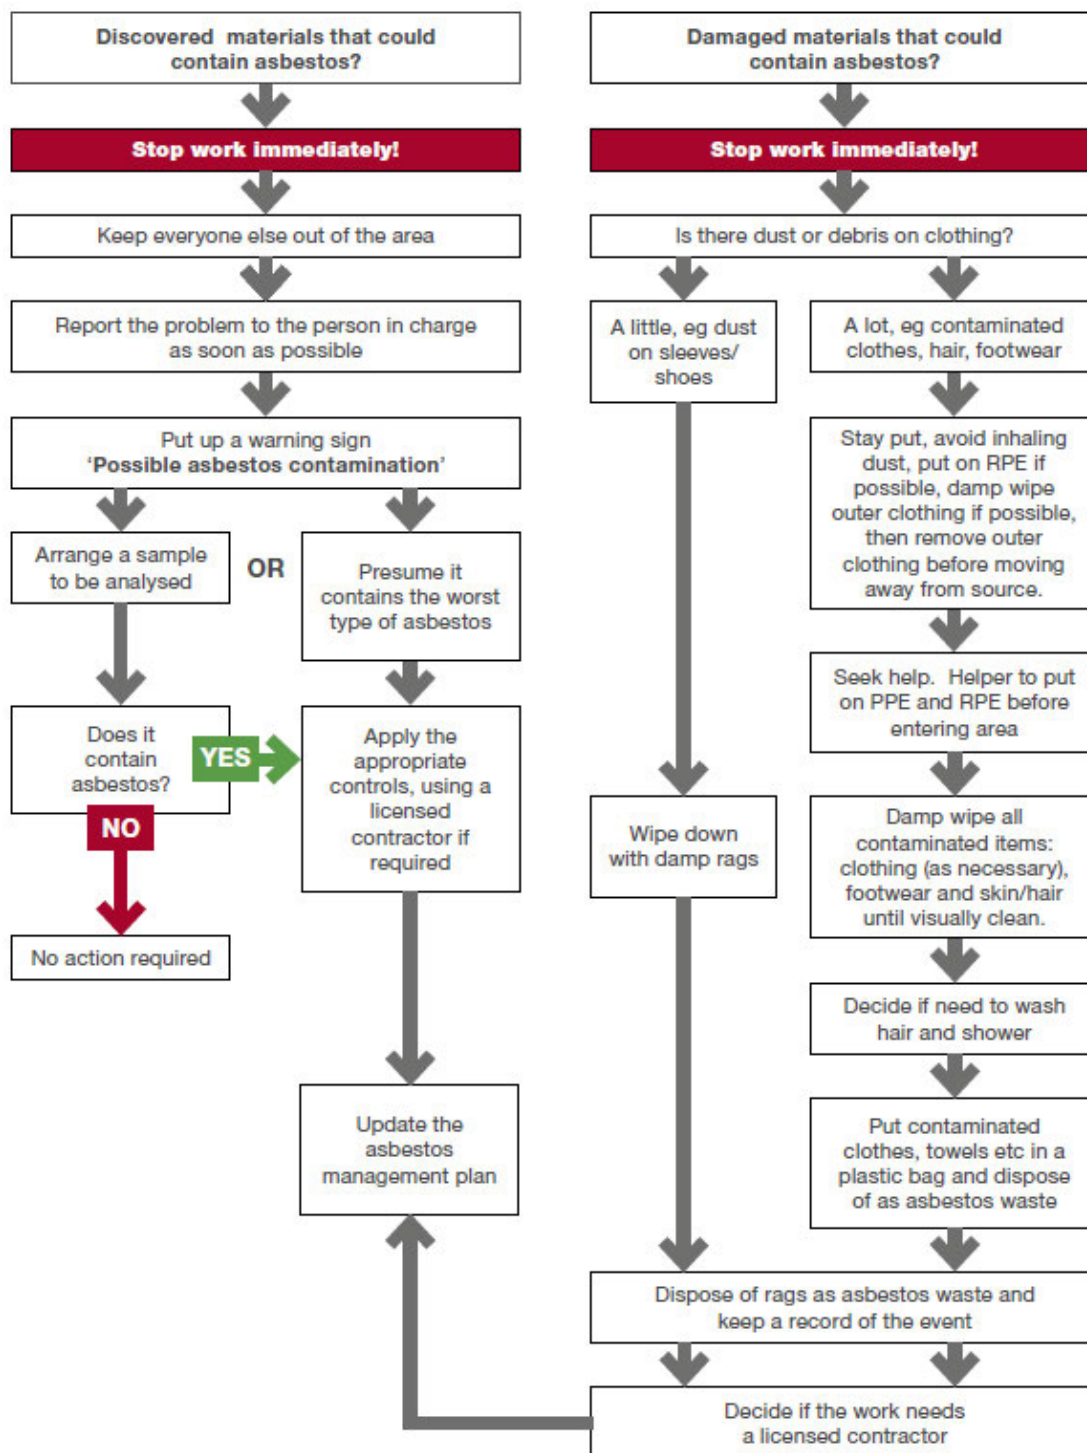 Discovered materials that could
contain asbestos?
Stop work immediately!
Keep everyone else out of the area
Report the problem to the person in charge
as soon as possible
Put up a warning sign
‘Possible asbestos contamination’
Arrange a sample
to be analysed
OR
Presume it
contains the worst
type of asbestos
Does it
contain
asbestos?
YES
NO
No action required
Apply the
appropriate
controls, using a
licensed
contractor if
required
Update the
asbestos
management plan
Damaged materials that could
contain asbestos?
Stop work immediately!
Is there dust or debris on clothing?
A little, eg dust
on sleeves/
shoes
Wipe down
with damp rags
A lot, eg contaminated
clothes, hair, footwear
Stay put, avoid inhaling
dust, put on RPE if
possible, damp wipe
outer clothing if possible,
then remove outer
clothing before moving
away from source.
Seek help. Helper to put
on PPE and RPE before
entering area
Damp wipe all
contaminated items:
clothing (as necessary),
footwear and skin/hair
until visually clean.
Decide if need to wash
hair and shower
Put contaminated
clothes, towels etc in a
plastic bag and dispose
of as asbestos waste
Dispose of rags as asbestos waste and
keep a record of the event
Decide if the work needs
a licensed contractor